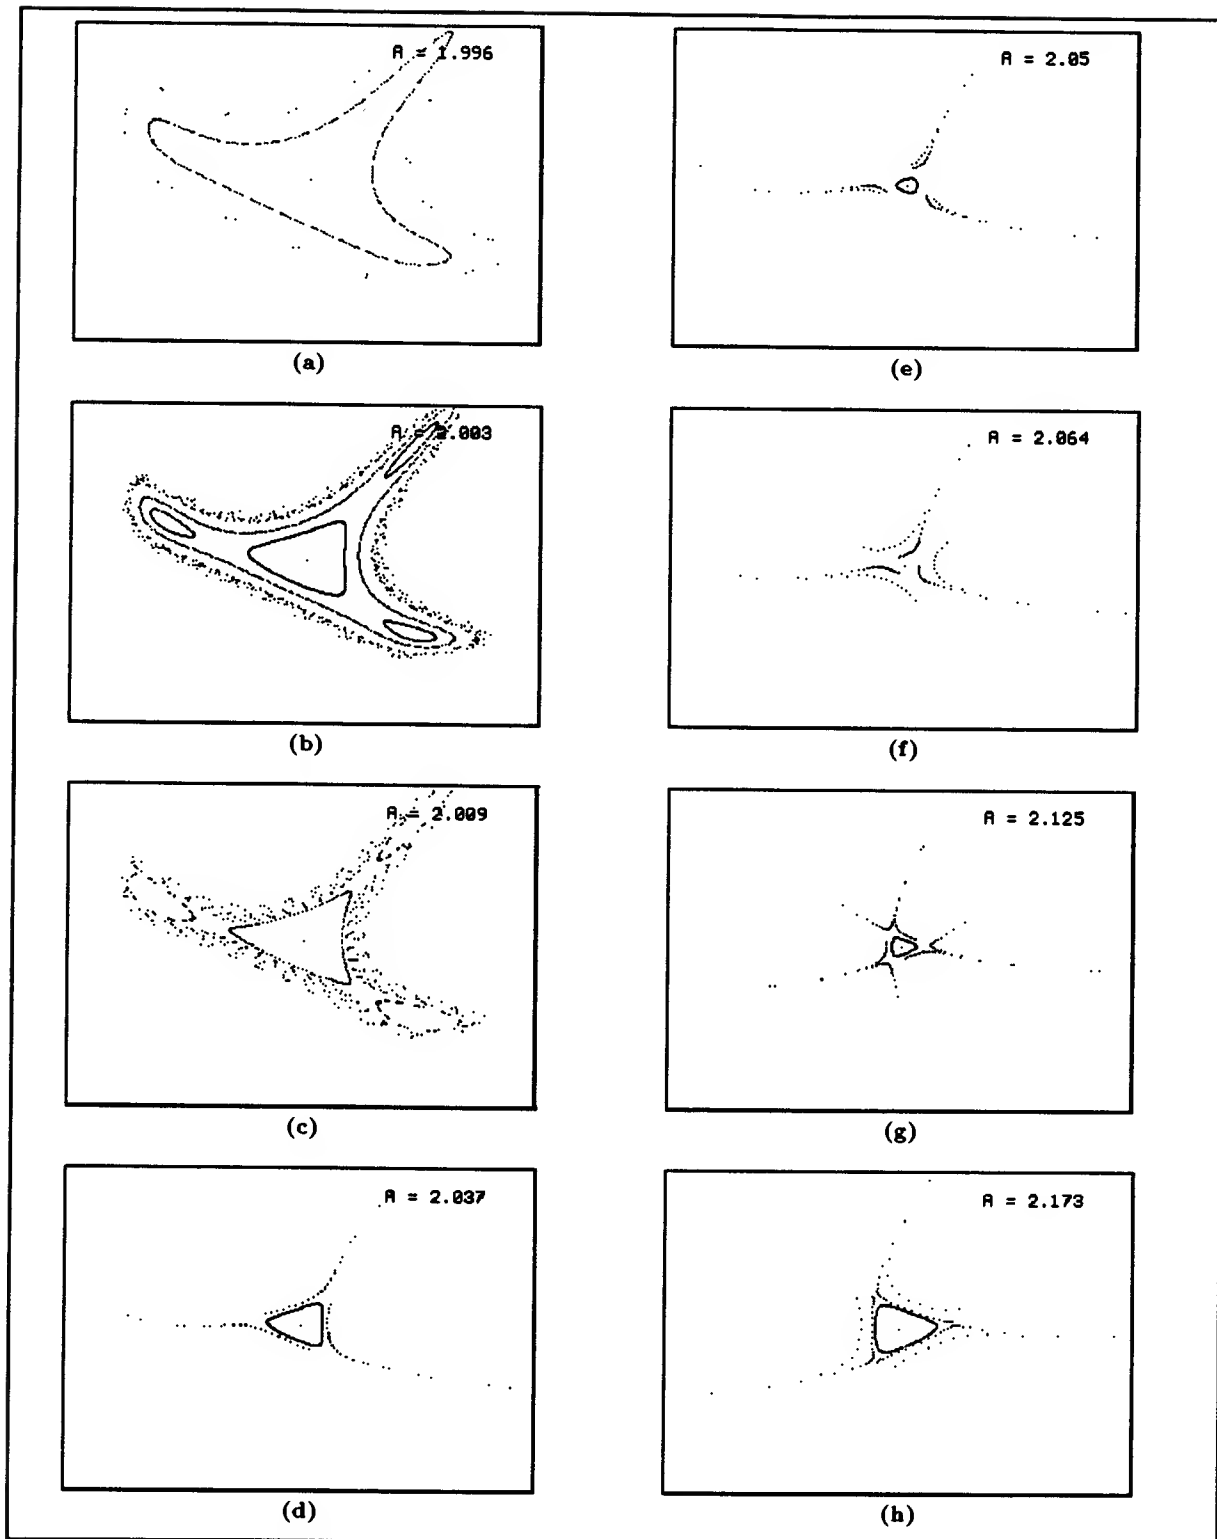 A = 1.996
(a)
A = 2.003
(b)
A = 2.009
(c)
A = 2.037
(d)
A = 2.05
(e)
A = 2.064
(f)
A = 2.125
(g)
A = 2.173
(h)